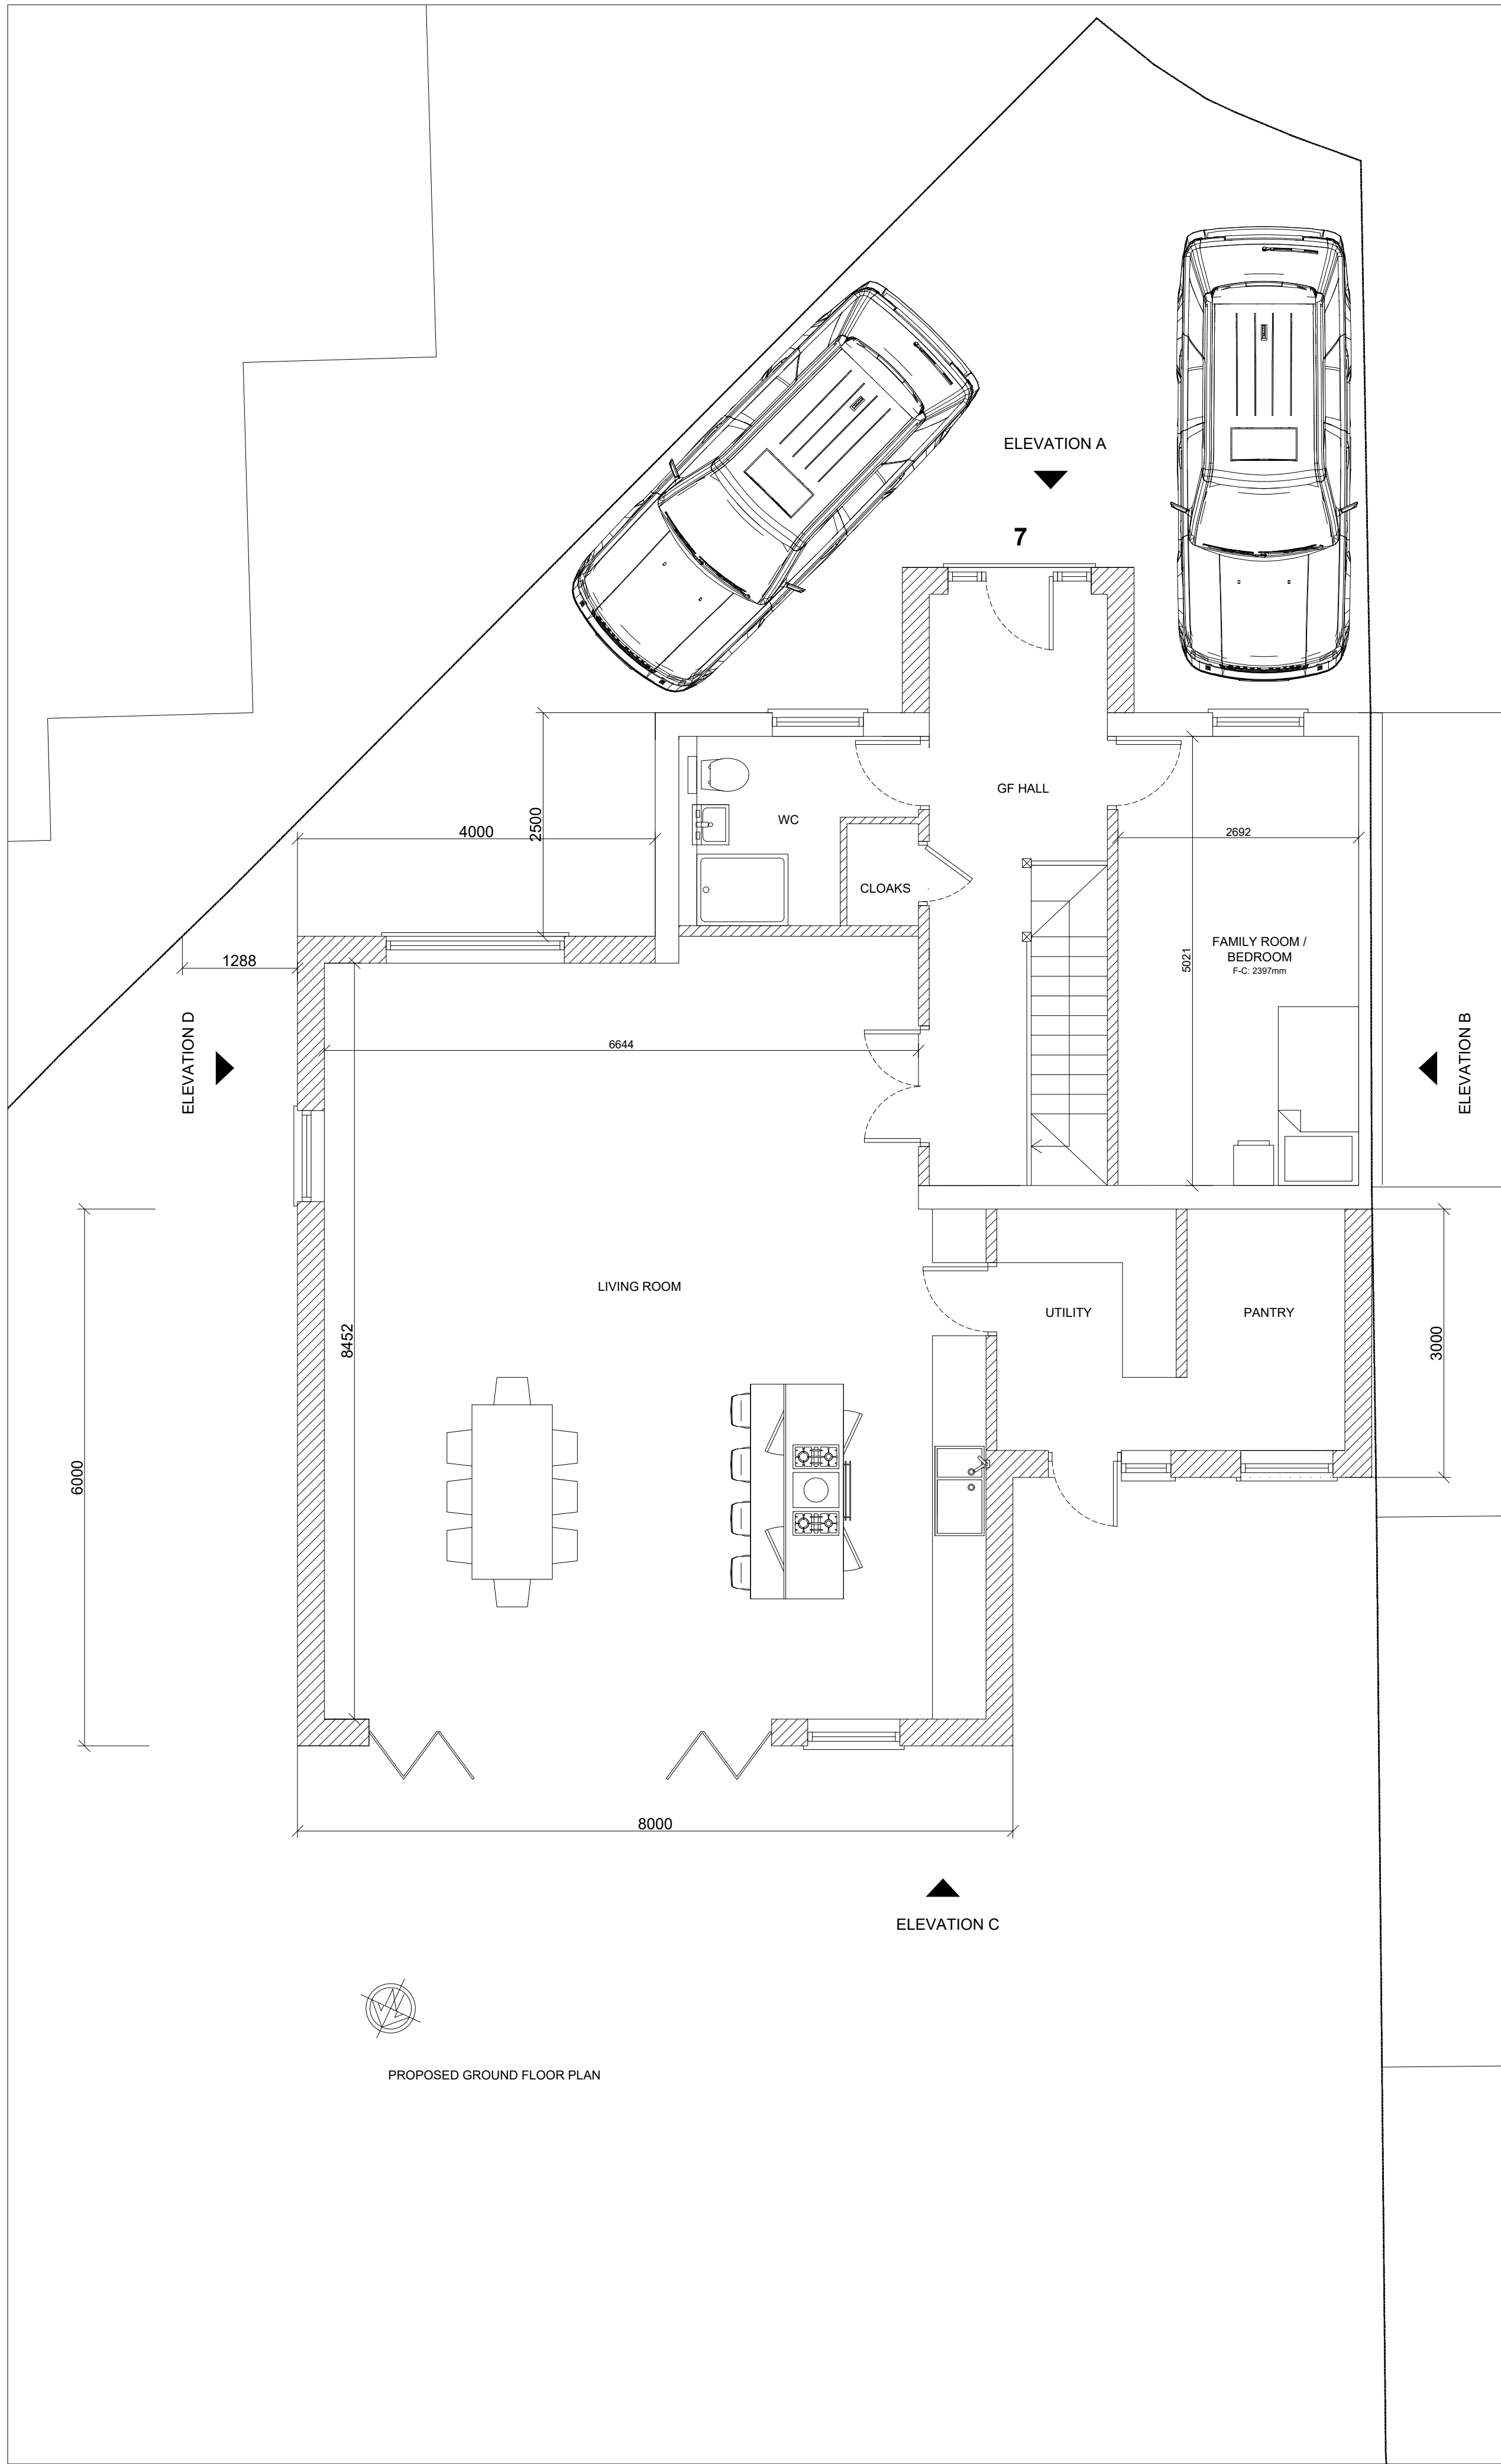 ELEVATION A
7
GF HALL
WC
4000
2500
2692
CLOAKS
FAMILY ROOM /
BEDROOM
F-C: 2397mm
5021
1288
ELEVATION D
6644
ELEVATION B
LIVING ROOM
UTILITY
PANTRY
8452
3000
6000
8000
ELEVATION C
PROPOSED GROUND FLOOR PLAN